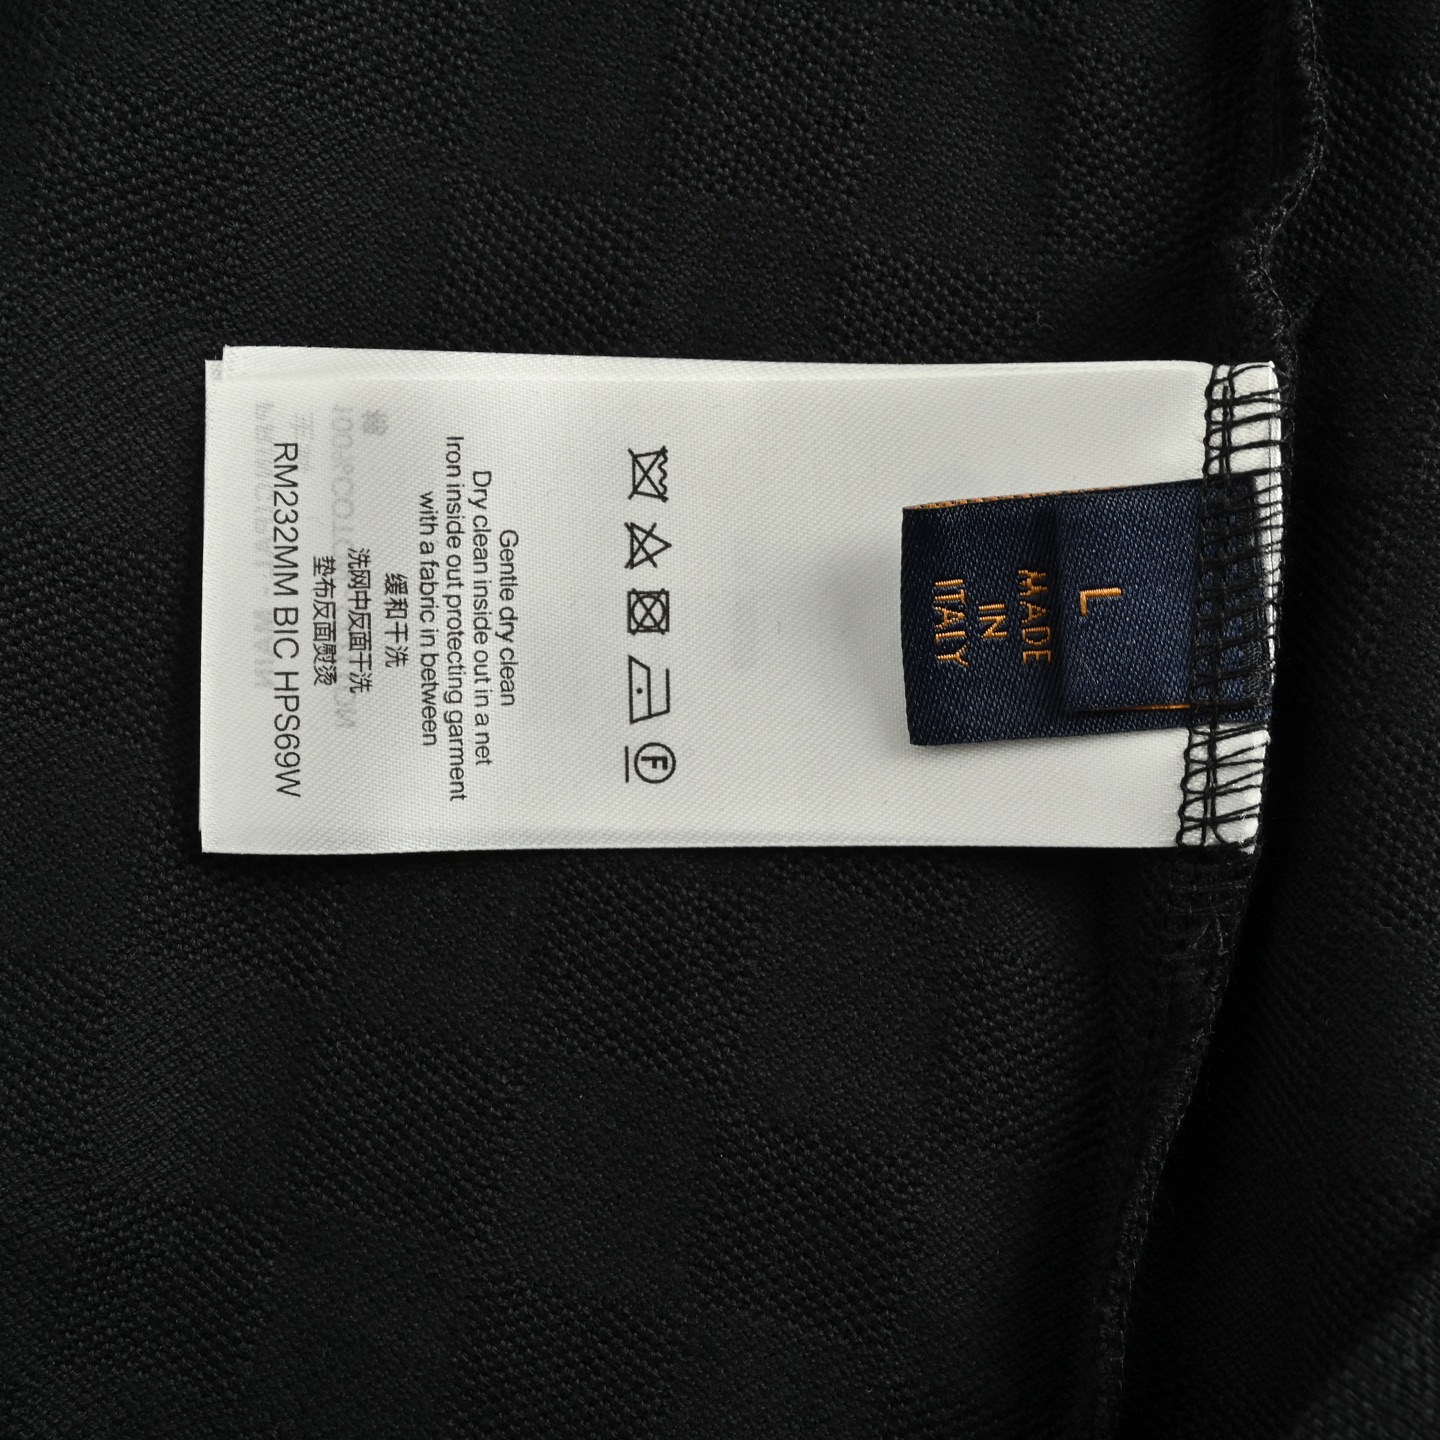 L
MADE
IN
ITALY
F
Gentle dry clean
Dry clean inside out in a net
Iron inside out protecting garment
with a fabric in between
缓和干洗
洗网中反面干洗
垫布反面熨烫
RM232MM BIC HPS69W